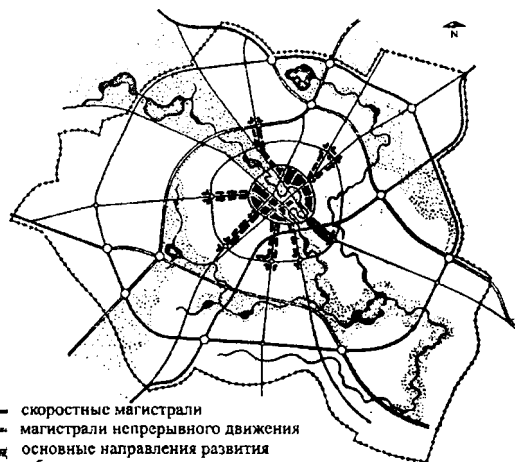 N
скоростные магистрали
магистрали непрерывного движения
основные направления развития